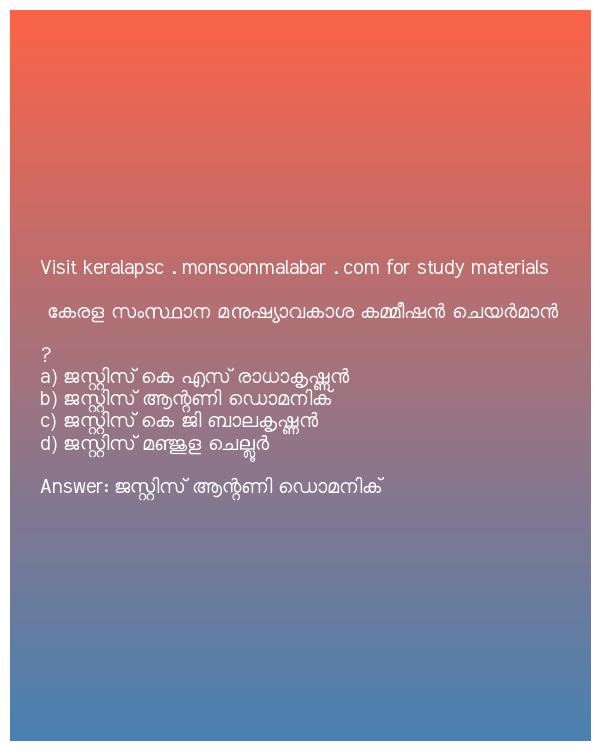 Visit keralapsc . monsoonmalabar . com for study materials
കേരള സംസ്ഥാന മനുഷ്യാവകാശ കമ്മീഷൻ ചെയർമാൻ
?
a) ജസ്റ്റിസ് കെ എസ് രാധാകൃഷ്ണൻ
b) ജസ്റ്റിസ് ആന്റണി ഡൊമനിക്
c) ജസ്റ്റിസ് കെ ജി ബാലകൃഷ്ണൻ
d) ജസ്റ്റിസ് മഞ്ജുള ചെല്ലൂർ
Answer: ജസ്റ്റിസ് ആന്റണി ഡൊമനിക്